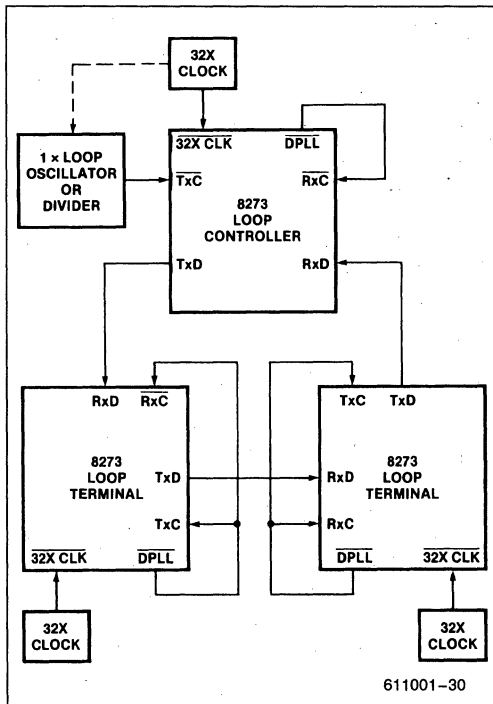 32X
CLOCK
1 × LOOP
OSCILLATOR
OR
DIVIDER
32X CLK
DPLL
TxC
RxC
8273
LOOP
CONTROLLER
TxD
RxD
RxD
RxC
8273
LOOP
TERMINAL
TxD
TxC
32X CLK
DPLL
32X
CLOCK
TxC
TxD
8273
LOOP
TERMINAL
RxD
RxC
DPLL
32X CLK
32X
CLOCK
611001–30